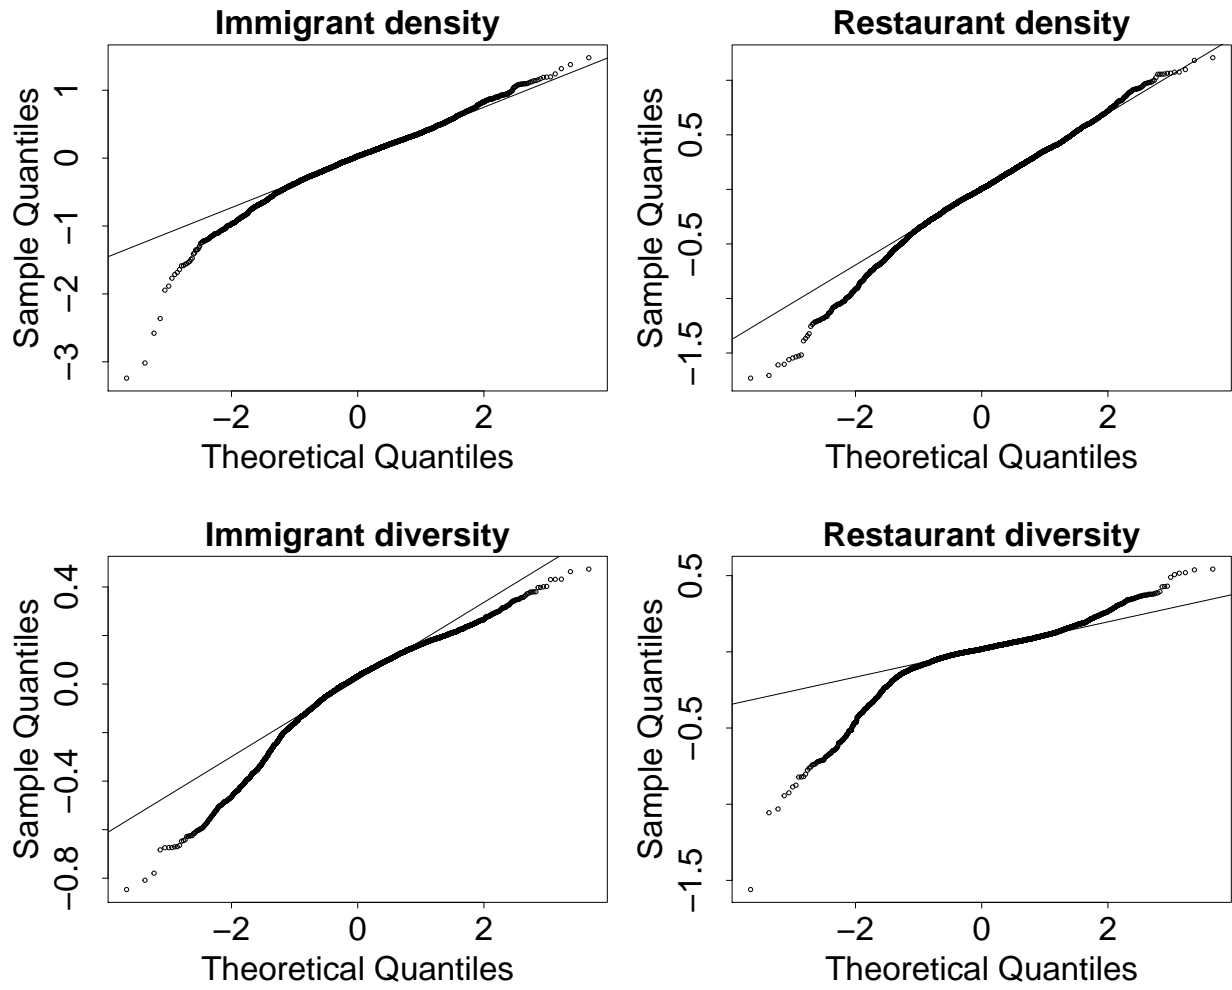 Immigrant density
Sample Quantiles
1
0
−1
−2
−3
−2 0 2
Theoretical Quantiles
Restaurant density
Sample Quantiles
0.5
−0.5
−1.5
−2 0 2
Theoretical Quantiles
Immigrant diversity
Sample Quantiles
0.4
0.0
−0.4
−0.8
−2 0 2
Theoretical Quantiles
Restaurant diversity
Sample Quantiles
0.5
−0.5
−1.5
−2 0 2
Theoretical Quantiles